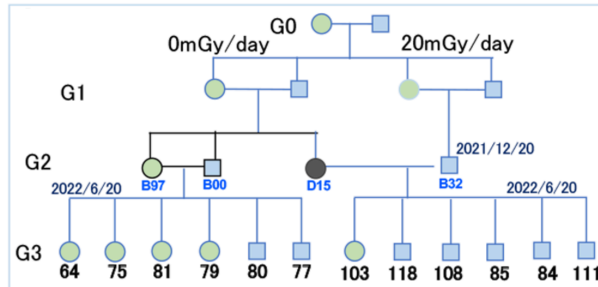 G0
0mGy/day 20mGy/day
G1
2021/12/20
G2
B97 B00 D15 B32
2022/6/20 2022/6/20
G3
64 75 81 79 80 77 103 118 108 85 84 111